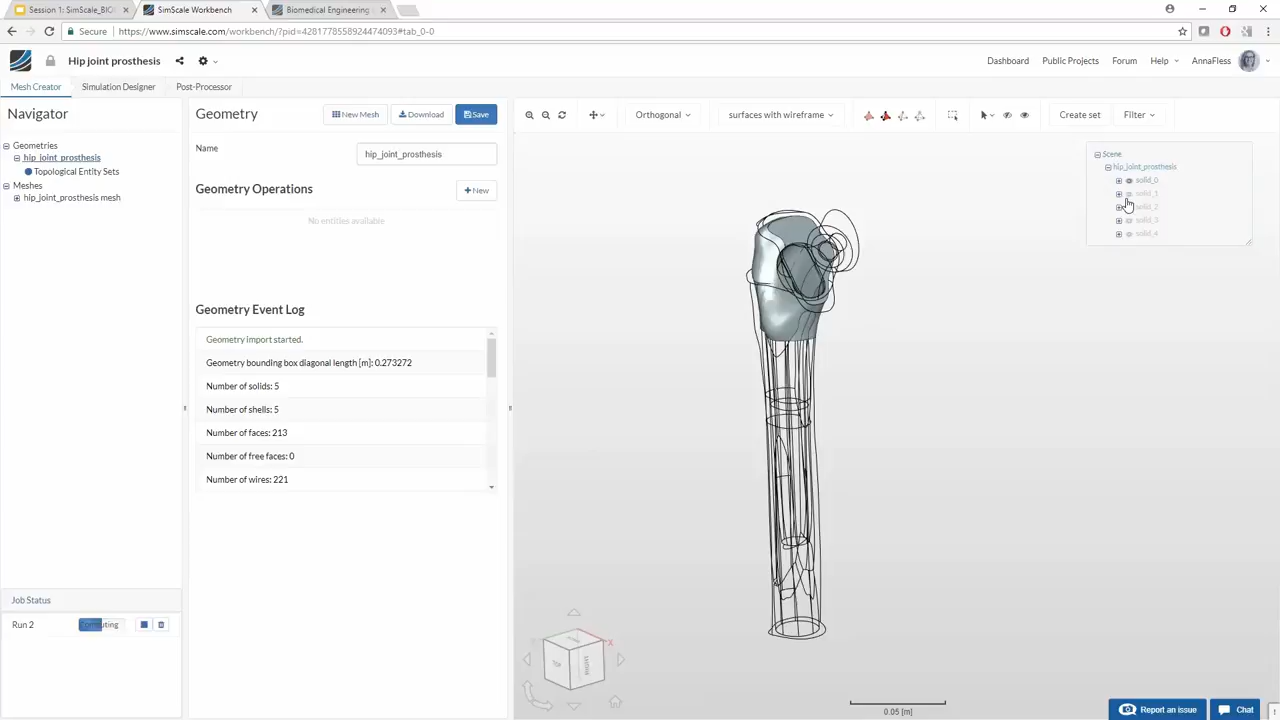 Session 1: SimScale_BIO
SimScale Workbench
Biomedical Engineering
Secure
https://www.simscale.com/workbench/?pid=4281778558924474093#tab_0-0
Hip joint prosthesis
Dashboard
Public Projects
Forum
Help
AnnaFless
Mesh Creator
Simulation Designer
Post-Processor
Navigator
Geometries
hip_joint_prosthesis
Topological Entity Sets
Meshes
hip_joint_prosthesis mesh
Job Status
Run 2
Computing
Geometry
New Mesh
Download
Save
Name
hip_joint_prosthesis
Geometry Operations
New
No entities available
Geometry Event Log
Geometry import started.
Geometry bounding box diagonal length [m]: 0.273272
Number of solids: 5
Number of shells: 5
Number of faces: 213
Number of free faces: 0
Number of wires: 221
Orthogonal
surfaces with wireframe
Create set
Filter
Scene
hip_joint_prosthesis
solid_0
solid_1
solid_2
solid_3
solid_4
X
0.05 [m]
Report an issue
Chat